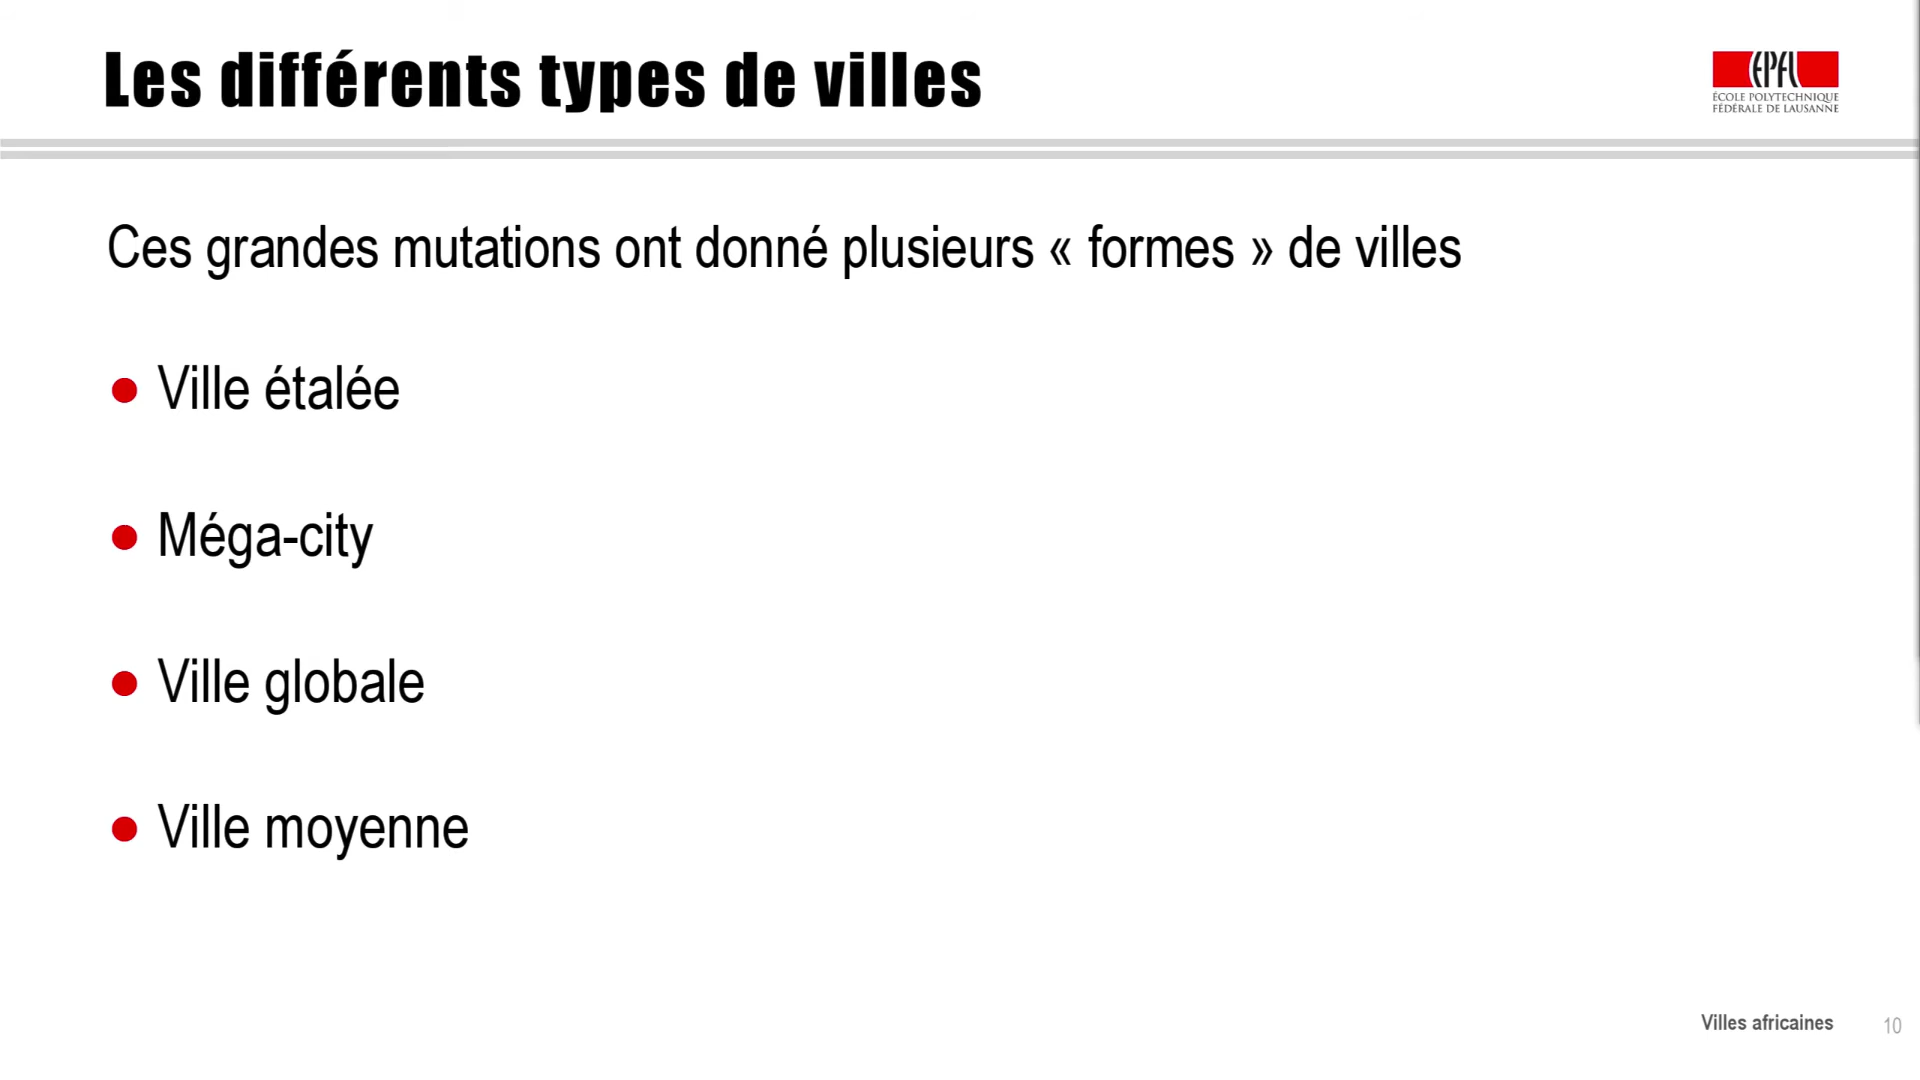 Les différents types de villes
EPFL
ÉCOLE POLYTECHNIQUE
FÉDÉRALE DE LAUSANNE
Ces grandes mutations ont donné plusieurs « formes » de villes
● Ville étalée
● Méga-city
● Ville globale
● Ville moyenne
Villes africaines 10